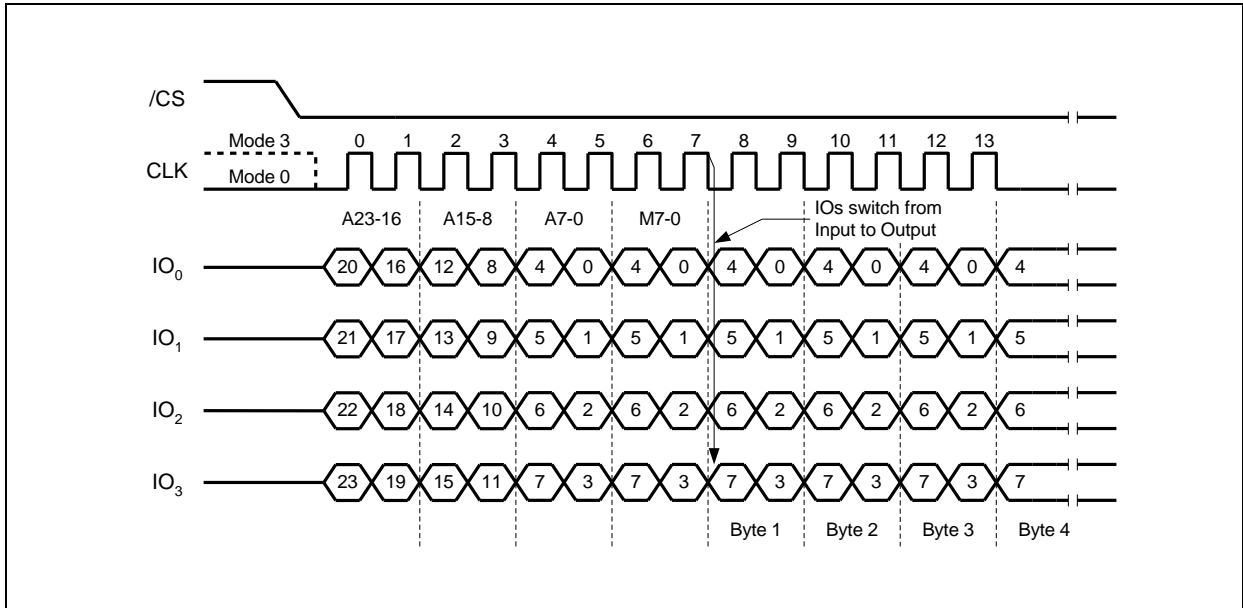 /CS
Mode 3 0 1 2 3 4 5 6 7 8 9 10 11 12 13
CLK
Mode 0
A23-16 A15-8 A7-0 M7-0
IOs switch from
Input to Output
IO0 20 16 12 8 4 0 4 0 4 0 4 0 4 0 4
IO1 21 17 13 9 5 1 5 1 5 1 5 1 5 1 5
IO2 22 18 14 10 6 2 6 2 6 2 6 2 6 2 6
IO3 23 19 15 11 7 3 7 3 7 3 7 3 7 3 7
Byte 1 Byte 2 Byte 3 Byte 4